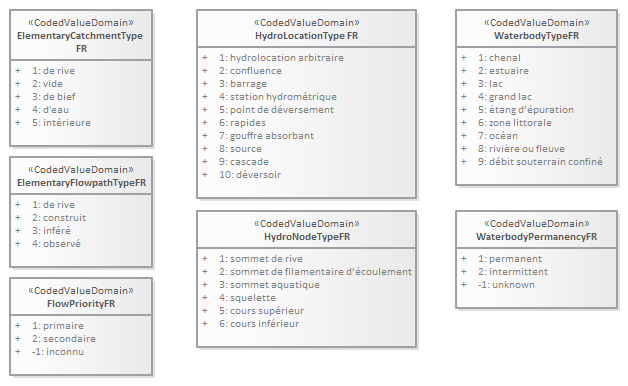 «CodedValueDomain»
ElementaryCatchmentType
FR
+ 1: de rive
+ 2: vide
+ 3: de bief
+ 4: d'eau
+ 5: intérieure
«CodedValueDomain»
ElementaryFlowpathTypeFR
+ 1: de rive
+ 2: construit
+ 3: inféré
+ 4: observé
«CodedValueDomain»
FlowPriorityFR
+ 1: primaire
+ 2: secondaire
+ -1: inconnu
«CodedValueDomain»
HydroLocationType FR
+ 1: hydrolocation arbitraire
+ 2: confluence
+ 3: barrage
+ 4: station hydrométrique
+ 5: point de déversement
+ 6: rapides
+ 7: gouffre absorbant
+ 8: source
+ 9: cascade
+ 10: déversoir
«CodedValueDomain»
HydroNodeTypeFR
+ 1: sommet de rive
+ 2: sommet de filamentaire d’écoulement
+ 3: sommet aquatique
+ 4: squelette
+ 5: cours supérieur
+ 6: cours inférieur
«CodedValueDomain»
WaterbodyTypeFR
+ 1: chenal
+ 2: estuaire
+ 3: lac
+ 4: grand lac
+ 5: étang d’épuration
+ 6: zone littorale
+ 7: océan
+ 8: rivière ou fleuve
+ 9: débit souterrain confiné
«CodedValueDomain»
WaterbodyPermanencyFR
+ 1: permanent
+ 2: intermittent
+ -1: unknown